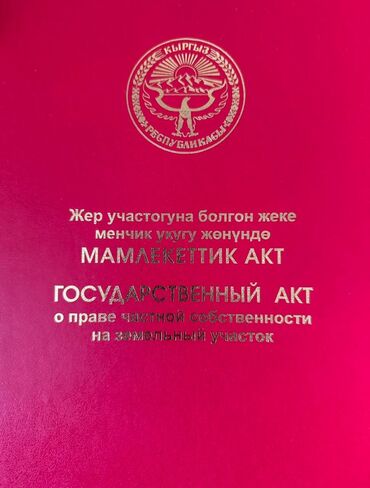 КЫРГЫЗ
РЕСПУБЛИКАСЫ
Жер участогуна болгон жеке
менчик укугу жөнүндө
МАМЛЕКЕТТИК АКТ
ГОСУДАРСТВЕННЫЙ АКТ
о праве частной собственности
на земельный участок